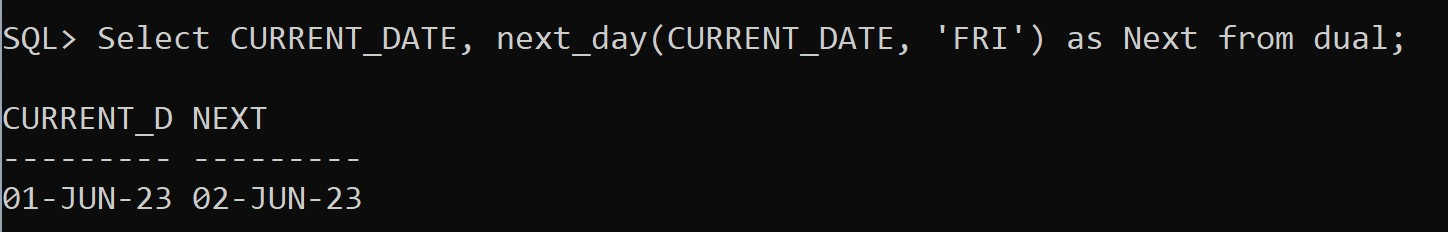 SQL> Select CURRENT_DATE, next_day(CURRENT_DATE, 'FRI') as Next from dual;
CURRENT_D NEXT
--------- ---------
01-JUN-23 02-JUN-23